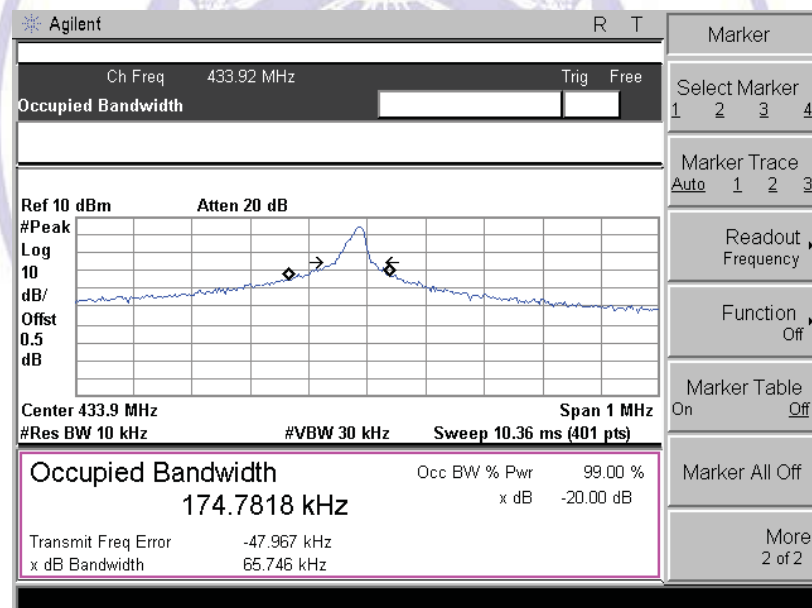 Agilent R T
Ch Freq 433.92 MHz Trig Free
Occupied Bandwidth
Ref 10 dBm Atten 20 dB
#Peak
Log
10
dB/
Offst
0.5
dB
Center 433.9 MHz Span 1 MHz
#Res BW 10 kHz #VBW 30 kHz Sweep 10.36 ms (401 pts)
Occupied Bandwidth
174.7818 kHz
Occ BW % Pwr 99.00 %
x dB -20.00 dB
Transmit Freq Error -47.967 kHz
x dB Bandwidth 65.746 kHz
Marker
Select Marker
1 2 3 4
Marker Trace
Auto 1 2 3
Readout
Frequency
Function
Off
Marker Table
On Off
Marker All Off
More
2 of 2